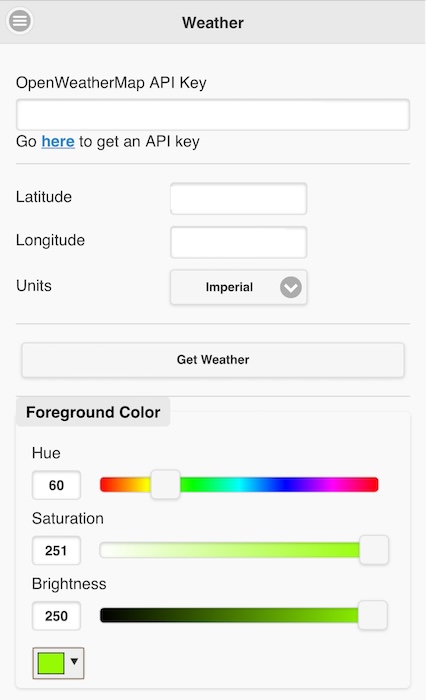 Weather
OpenWeatherMap API Key
Go here to get an API key
Latitude
Longitude
Units Imperial
Get Weather
Foreground Color
Hue
60
Saturation
251
Brightness
250